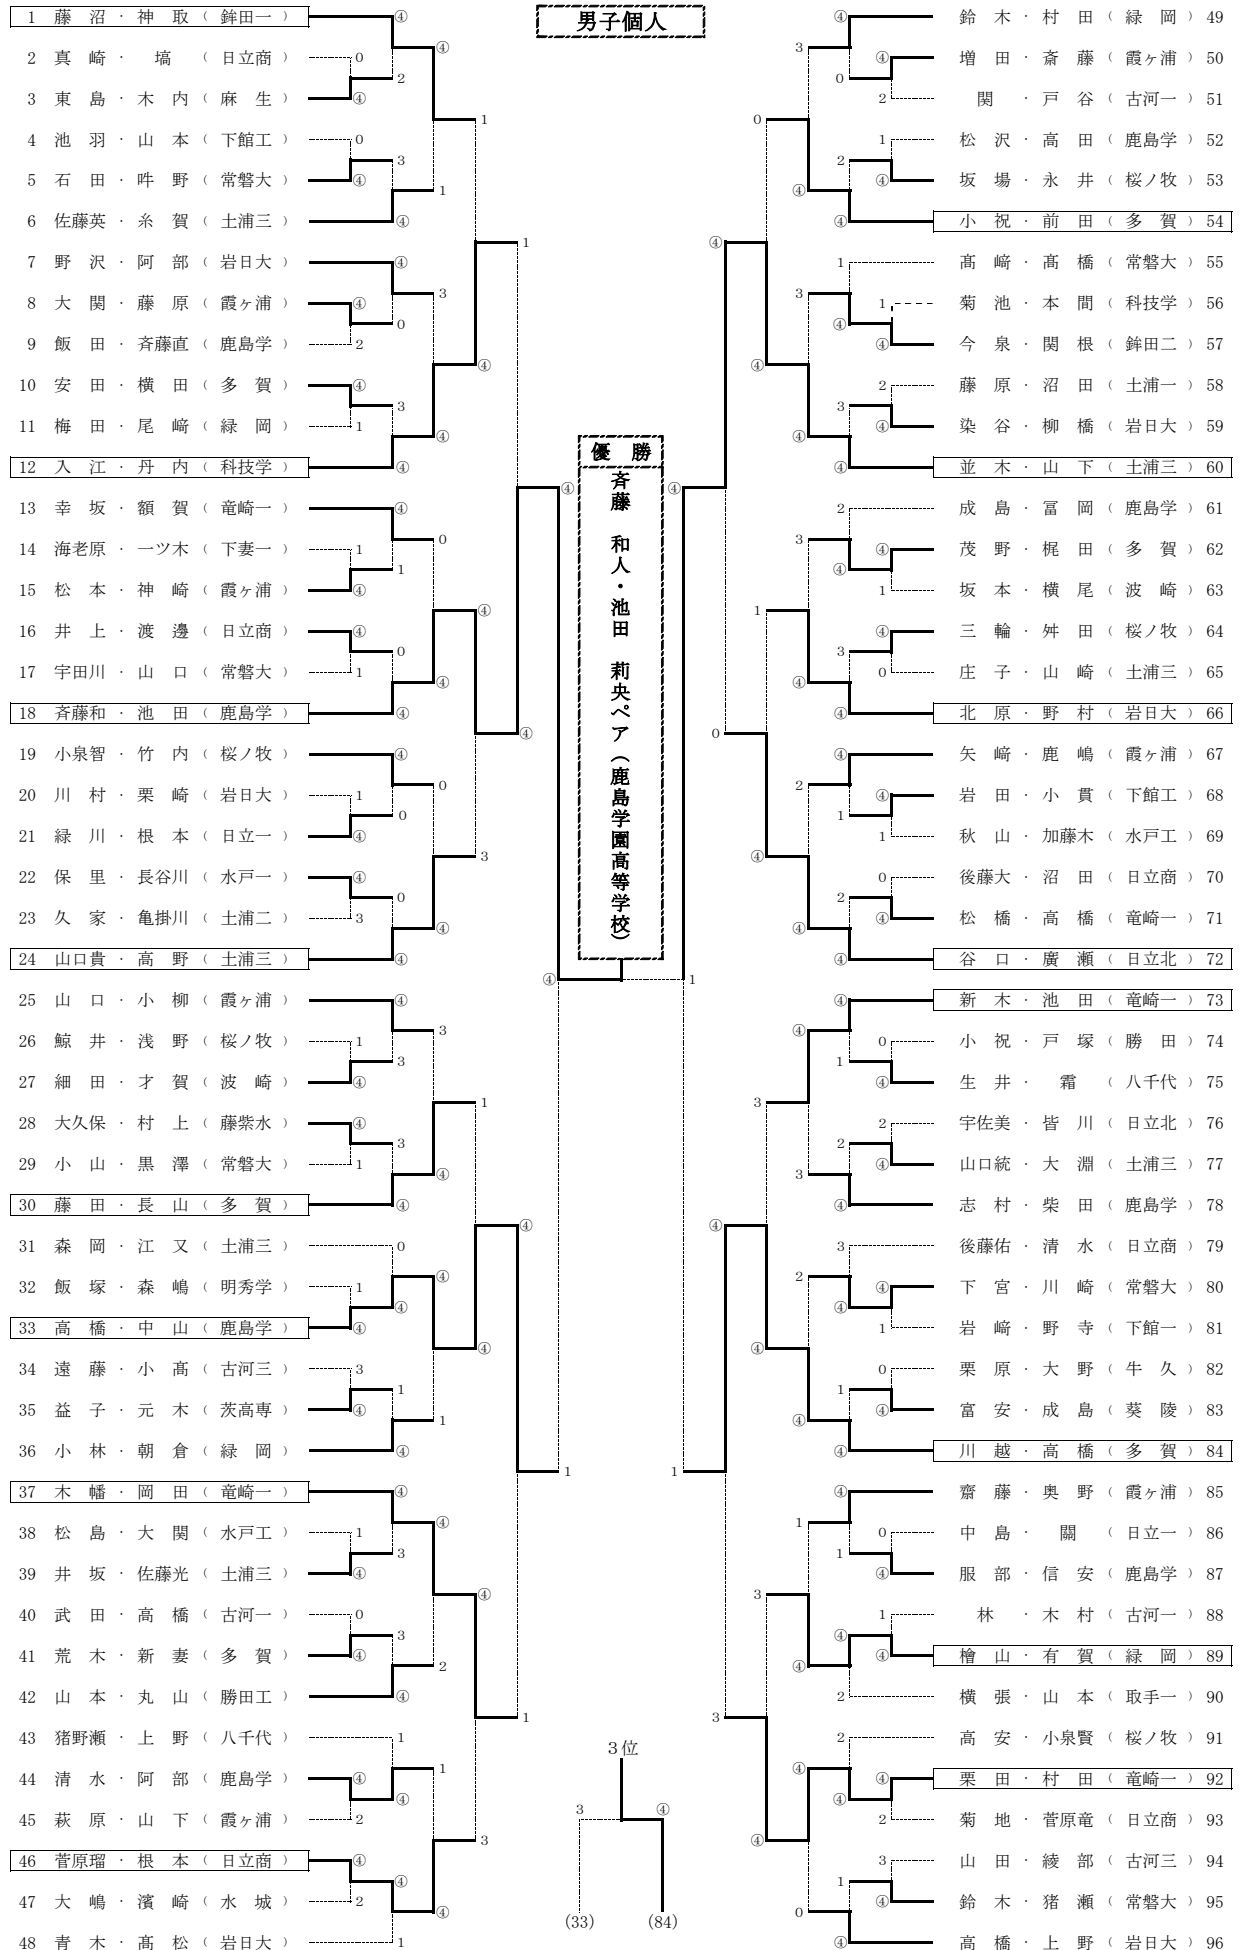 男子個人
1 藤沼・神取（鉾田一）
2 真崎・塙（日立商）
3 東島・木内（麻生）
4 池羽・山本（下館工）
5 石田・吽野（常磐大）
6 佐藤英・糸賀（土浦三）
7 野沢・阿部（岩日大）
8 大関・藤原（霞ヶ浦）
9 飯田・斉藤直（鹿島学）
10 安田・横田（多賀）
11 梅田・尾﨑（緑岡）
12 入江・丹内（科技学）
13 幸坂・額賀（竜崎一）
14 海老原・一ツ木（下妻一）
15 松本・神崎（霞ヶ浦）
16 井上・渡邊（日立商）
17 宇田川・山口（常磐大）
18 斉藤和・池田（鹿島学）
19 小泉智・竹内（桜ノ牧）
20 川村・栗崎（岩日大）
21 緑川・根本（日立一）
22 保里・長谷川（水戸一）
23 久家・亀掛川（土浦二）
24 山口貴・高野（土浦三）
25 山口・小柳（霞ヶ浦）
26 鯨井・浅野（桜ノ牧）
27 細田・才賀（波崎）
28 大久保・村上（藤紫水）
29 小山・黒澤（常磐大）
30 藤田・長山（多賀）
31 森岡・江又（土浦三）
32 飯塚・森嶋（明秀学）
33 高橋・中山（鹿島学）
34 遠藤・小髙（古河三）
35 益子・元木（茨高専）
36 小林・朝倉（緑岡）
37 木幡・岡田（竜崎一）
38 松島・大関（水戸工）
39 井坂・佐藤光（土浦三）
40 武田・高橋（古河一）
41 荒木・新妻（多賀）
42 山本・丸山（勝田工）
43 猪野瀬・上野（八千代）
44 清水・阿部（鹿島学）
45 萩原・山下（霞ヶ浦）
46 菅原瑠・根本（日立商）
47 大嶋・濱崎（水城）
48 青木・髙松（岩日大）
優勝
斉藤 和人・池田 莉央ペア（鹿島学園高等学校）
3位
3 ④
(33) (84)
鈴木・村田（緑岡）49
増田・斎藤（霞ヶ浦）50
関・戸谷（古河一）51
松沢・高田（鹿島学）52
坂場・永井（桜ノ牧）53
小祝・前田（多賀）54
髙﨑・髙橋（常磐大）55
菊池・本間（科技学）56
今泉・関根（鉾田二）57
藤原・沼田（土浦一）58
染谷・柳橋（岩日大）59
並木・山下（土浦三）60
成島・冨岡（鹿島学）61
茂野・梶田（多賀）62
坂本・横尾（波崎）63
三輪・舛田（桜ノ牧）64
庄子・山崎（土浦三）65
北原・野村（岩日大）66
矢﨑・鹿嶋（霞ヶ浦）67
岩田・小貫（下館工）68
秋山・加藤木（水戸工）69
後藤大・沼田（日立商）70
松橋・高橋（竜崎一）71
谷口・廣瀬（日立北）72
新木・池田（竜崎一）73
小祝・戸塚（勝田）74
生井・霜（八千代）75
宇佐美・皆川（日立北）76
山口統・大淵（土浦三）77
志村・柴田（鹿島学）78
後藤佑・清水（日立商）79
下宮・川崎（常磐大）80
岩﨑・野寺（下館一）81
栗原・大野（牛久）82
富安・成島（葵陵）83
川越・高橋（多賀）84
齋藤・奥野（霞ヶ浦）85
中島・關（日立一）86
服部・信安（鹿島学）87
林・木村（古河一）88
檜山・有賀（緑岡）89
横張・山本（取手一）90
高安・小泉賢（桜ノ牧）91
栗田・村田（竜崎一）92
菊地・菅原竜（日立商）93
山田・綾部（古河三）94
鈴木・猪瀬（常磐大）95
高橋・上野（岩日大）96